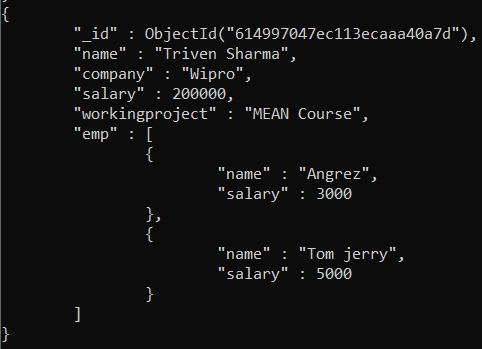 {
"_id" : ObjectId("614997047ec113ecaaa40a7d"),
"name" : "Triven Sharma",
"company" : "Wipro",
"salary" : 200000,
"workingproject" : "MEAN Course",
"emp" : [
{
"name" : "Angrez",
"salary" : 3000
},
{
"name" : "Tom jerry",
"salary" : 5000
}
]
}